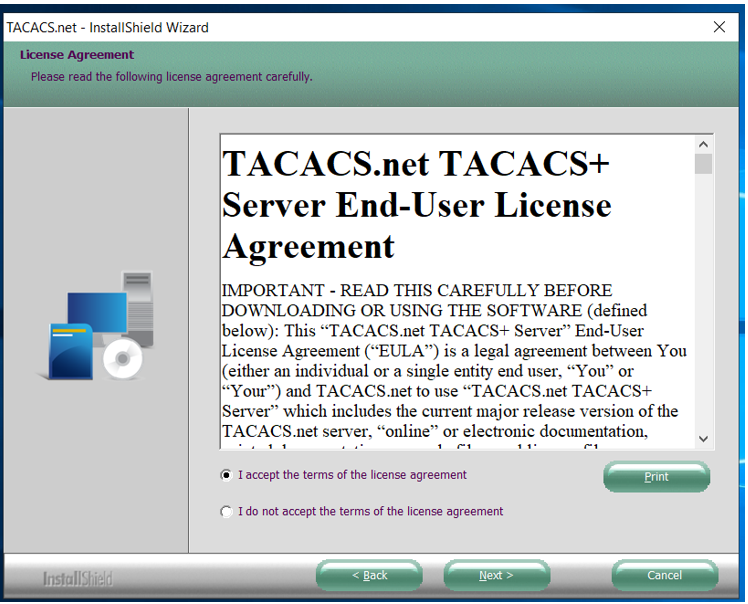 TACACS.net - InstallShield Wizard
License Agreement
Please read the following license agreement carefully.
TACACS.net TACACS+
Server End-User License
Agreement
IMPORTANT - READ THIS CAREFULLY BEFORE
DOWNLOADING OR USING THE SOFTWARE (defined
below): This “TACACS.net TACACS+ Server” End-User
License Agreement (“EULA”) is a legal agreement between You
(either an individual or a single entity end user, “You” or
“Your”) and TACACS.net to use “TACACS.net TACACS+
Server” which includes the current major release version of the
TACACS.net server, “online” or electronic documentation,
I accept the terms of the license agreement
Print
I do not accept the terms of the license agreement
InstallShield
< Back
Next >
Cancel